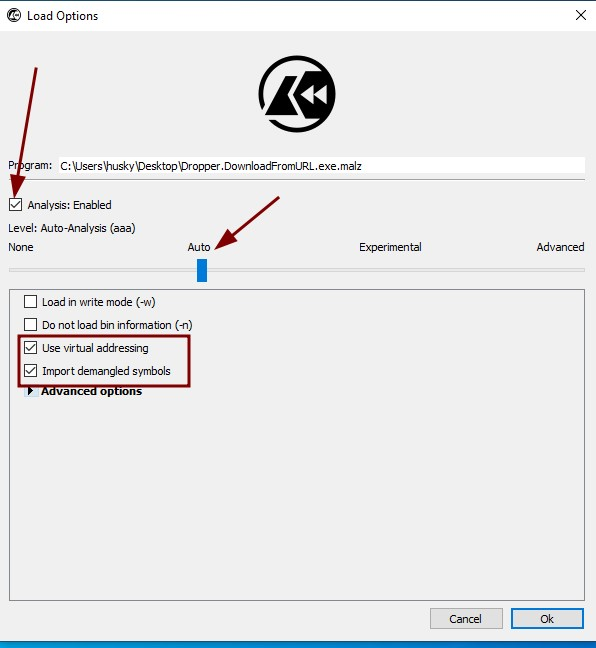 Load Options
Program: C:\Users\husky\Desktop\Dropper.DownloadFromURL.exe.malz
Analysis: Enabled
Level: Auto-Analysis (aaa)
None Auto Experimental Advanced
Load in write mode (-w)
Do not load bin information (-n)
Use virtual addressing
Import demangled symbols
Advanced options
Cancel Ok